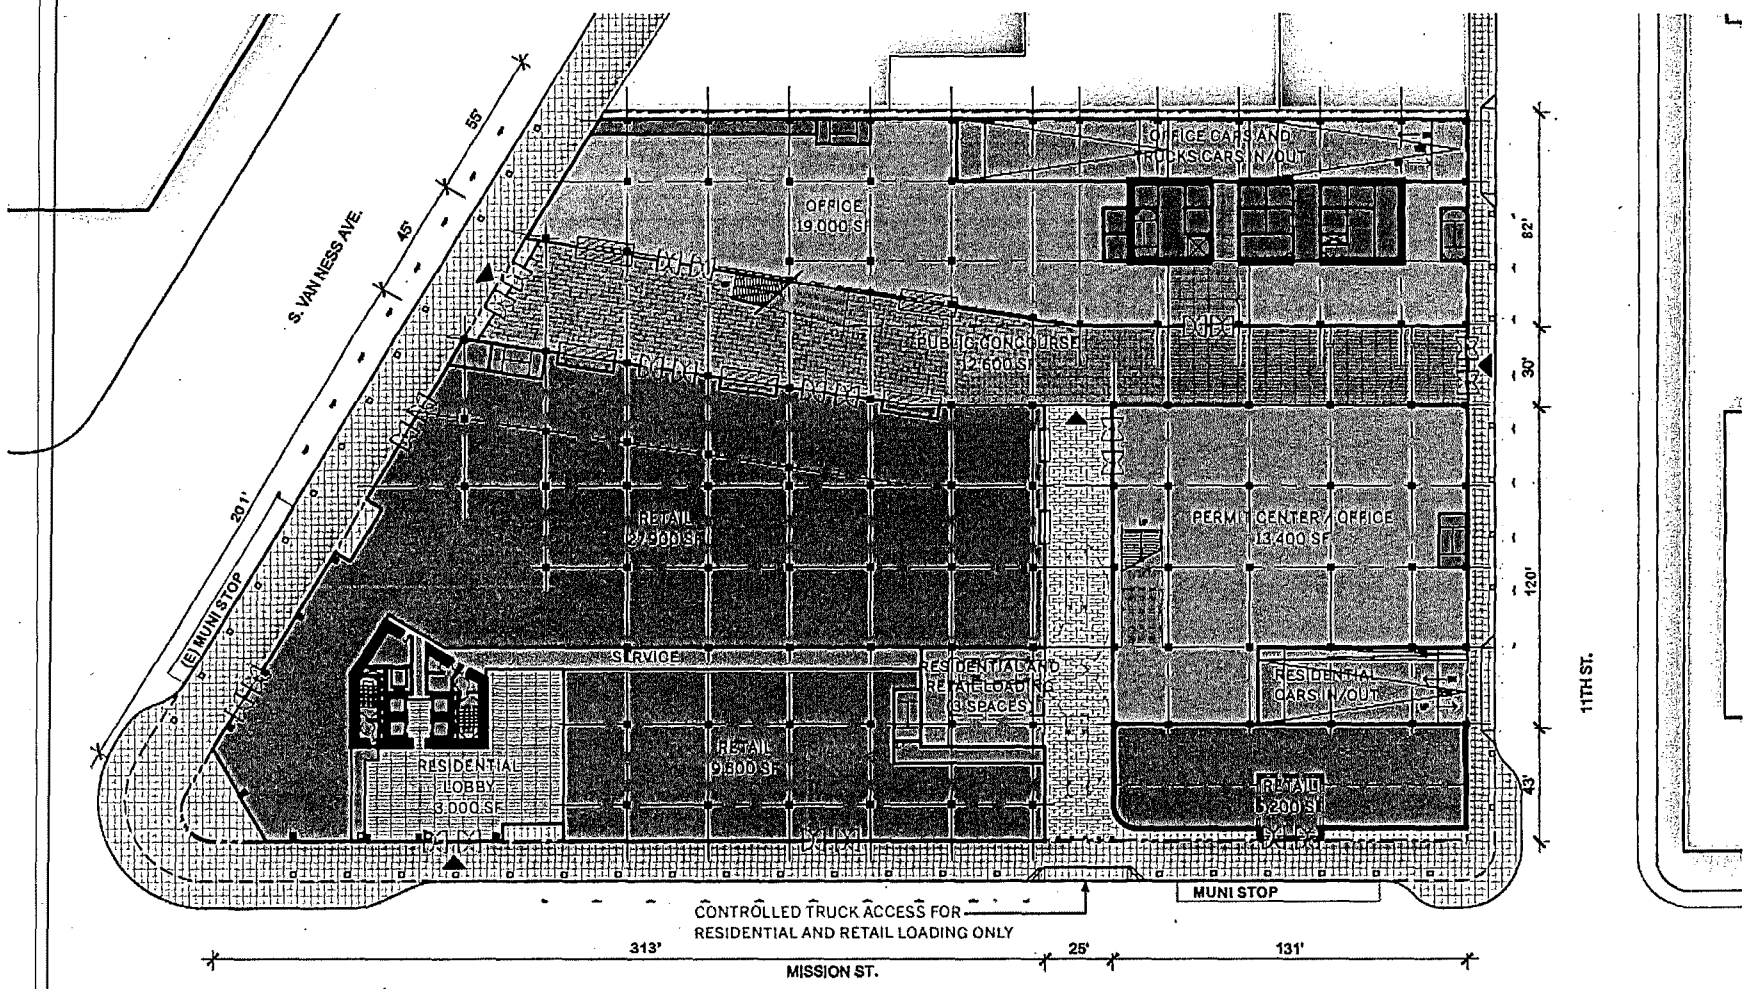 55'
OFFICE CARS AND
TRUCKS CARS IN/OUT
OFFICE
19,000 SF
82'
45'
S. VAN NESS AVE.
PUBLIC CONCOURSE
12,600 SF
30'
201'
RETAIL
27,900 SF
PERMIT CENTER / OFFICE
13,400 SF
UP
120'
(E) MUNI STOP
SERVICE
RESIDENTIAL AND
RETAIL LOADING
(3 SPACES)
RESIDENTIAL
CARS IN/OUT
11TH ST.
RETAIL
9,800 SF
RESIDENTIAL
LOBBY
3,000 SF
RETAIL
43'
MUNI STOP
CONTROLLED TRUCK ACCESS FOR
RESIDENTIAL AND RETAIL LOADING ONLY
313'
25'
131'
MISSION ST.